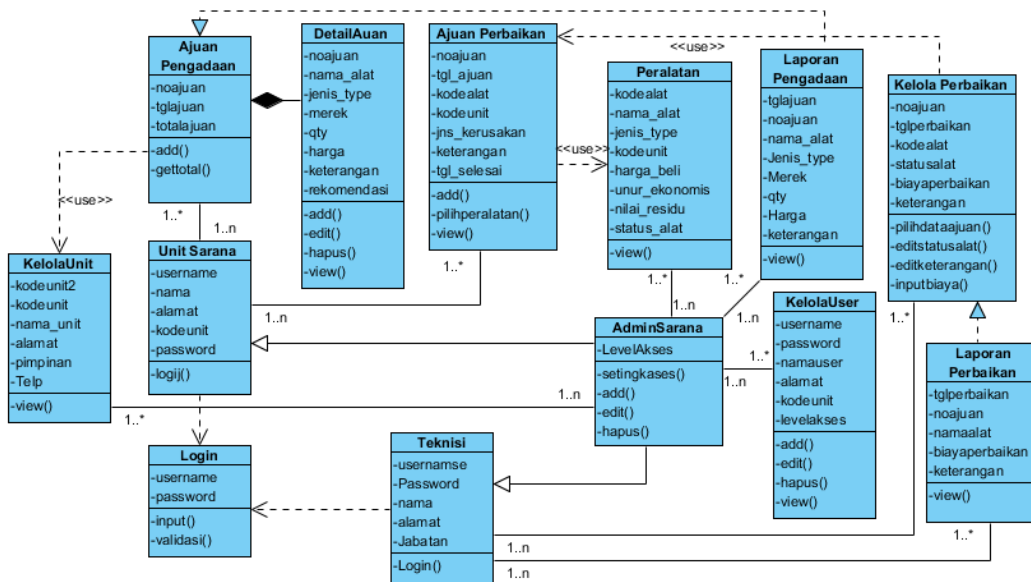 Ajuan
Pengadaan
-noajuan
-tglajuan
-totalajuan
-add()
-gettotal()
DetailAuan
-noajuan
-nama_alat
-jenis_type
-merek
-qty
-harga
-keterangan
-rekomendasi
-add()
-edit()
-hapus()
-view()
Ajuan Perbaikan
-noajuan
-tgl_ajuan
-kodealat
-kodeunit
-jns_kerusakan
-keterangan
-tgl_selesai
-add()
-pilihperalatan()
-view()
<<use>>
<<use>>
Peralatan
-kodealat
-nama_alat
-jenis_type
-kodeunit
-harga_beli
-unur_ekonomis
-nilai_residu
-status_alat
-view()
Laporan
Pengadaan
-tglajuan
-noajuan
-nama_alat
-Jenis_type
-Merek
-qty
-Harga
-keterangan
-view()
Kelola Perbaikan
-noajuan
-tglperbaikan
-kodealat
-statusalat
-biayaperbaikan
-keterangan
-pilihdataajuan()
-editstatusalat()
-editketerangan()
-inputbiaya()
<<use>>
1..*
1..n
1..*
1..n
1..*
1..n
1..*
1..n
KelolaUnit
-kodeunit2
-kodeunit
-nama_unit
-alamat
-pimpinan
-Telp
-view()
Unit Sarana
-username
-nama
-alamat
-kodeunit
-password
-logij()
AdminSarana
-LevelAkses
-setingkases()
-add()
-edit()
-hapus()
1..*
1..n
KelolaUser
-username
-password
-namauser
-alamat
-kodeunit
-levelakses
-add()
-edit()
-hapus()
-view()
1..*
Laporan
Perbaikan
-tglperbaikan
-noajuan
-namaalat
-biayaperbaikan
-keterangan
-view()
1..*
1..n
Login
-username
-password
-input()
-validasi()
Teknisi
-usernamse
-Password
-nama
-alamat
-Jabatan
-Login()
1..n
1..*
1..n